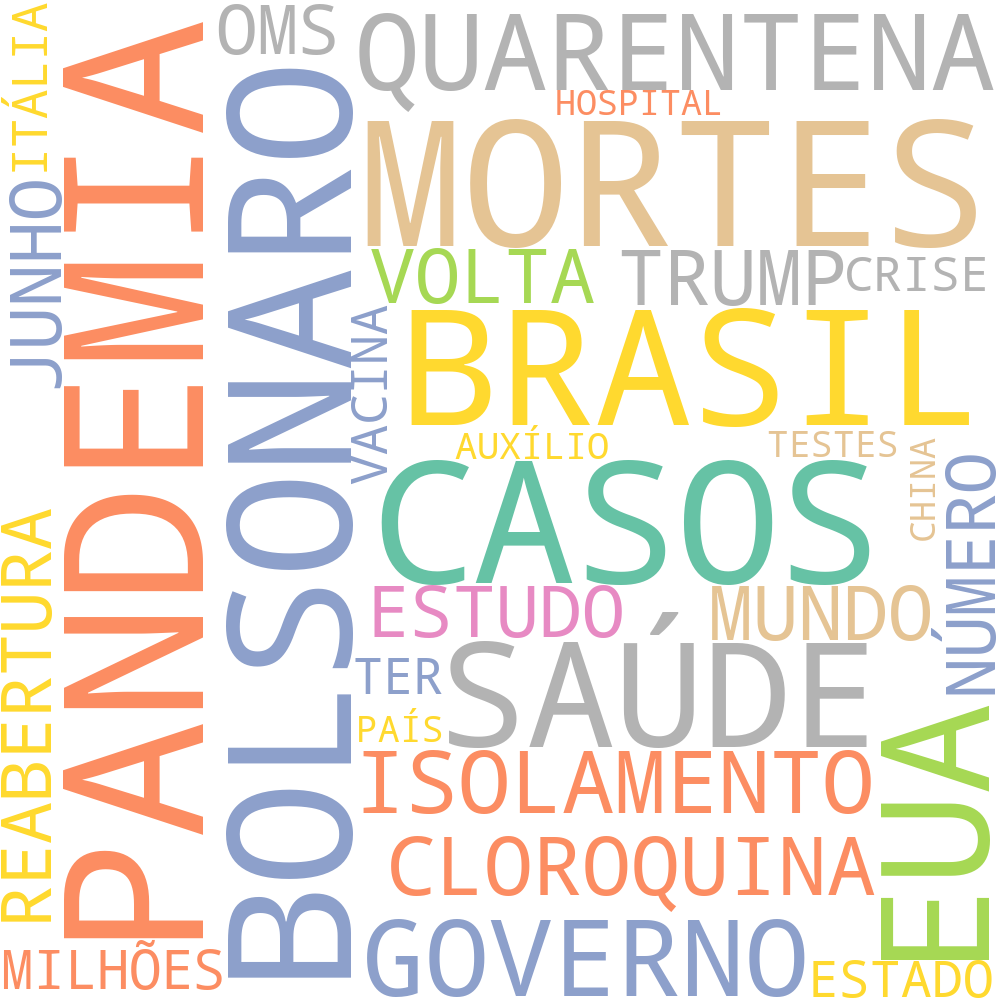 ITÁLIA
JUNHO
REABERTURA
MILHÕES
PANDEMIA
OMS
BOLSONARO
QUARENTENA
HOSPITAL
MORTES
VOLTA
TRUMP
CRISE
VACINA
BRASIL
AUXÍLIO
TESTES
CHINA
NÚMERO
CASOS
ESTUDO
MUNDO
TER
PAÍS
SAÚDE
ISOLAMENTO
CLOROQUINA
EUA
GOVERNO
ESTADO